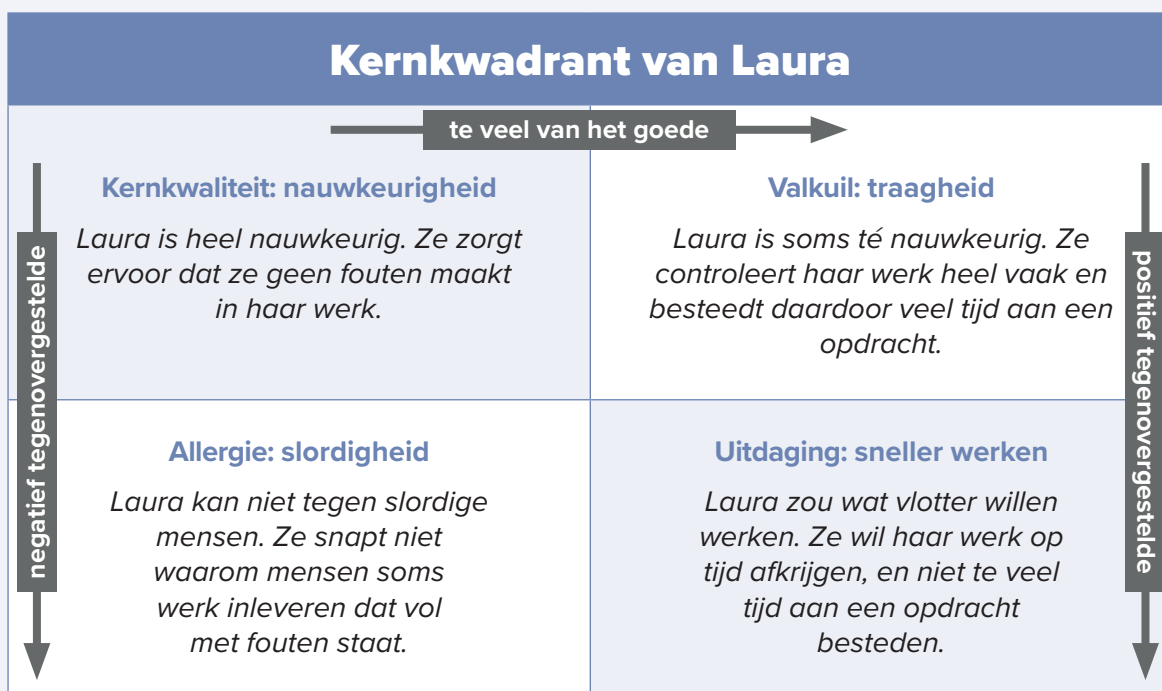 Kernkwadrant van Laura
te veel van het goede
negatief tegenovergestelde
Kernkwaliteit: nauwkeurigheid
Laura is heel nauwkeurig. Ze zorgt
ervoor dat ze geen fouten maakt
in haar werk.
Valkuil: traagheid
Laura is soms té nauwkeurig. Ze
controleert haar werk heel vaak en
besteedt daardoor veel tijd aan een
opdracht.
positief tegenovergestelde
Allergie: slordigheid
Laura kan niet tegen slordige
mensen. Ze snapt niet
waarom mensen soms
werk inleveren dat vol
met fouten staat.
Uitdaging: sneller werken
Laura zou wat vlotter willen
werken. Ze wil haar werk op
tijd afkrijgen, en niet te veel
tijd aan een opdracht
besteden.